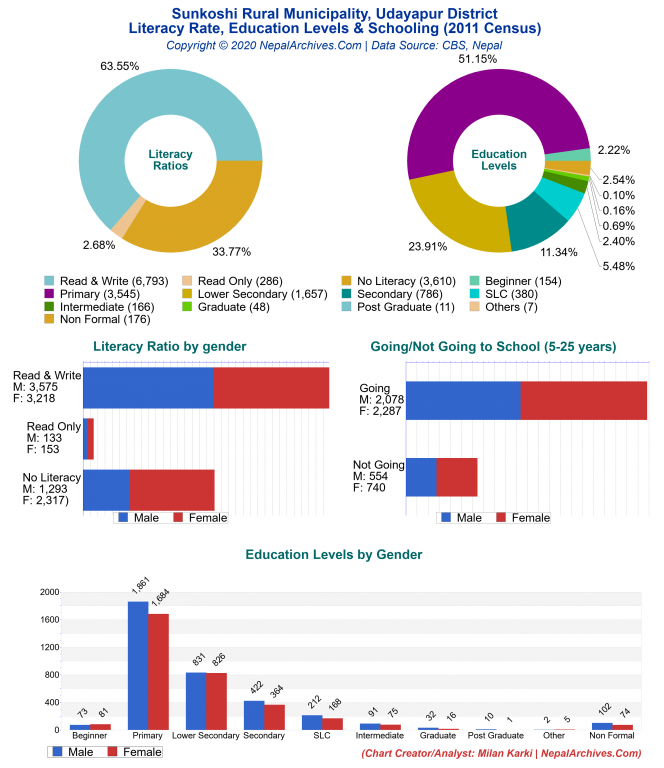 Sunkoshi Rural Municipality, Udayapur District
Literacy Rate, Education Levels & Schooling (2011 Census)
Copyright © 2020 NepalArchives.Com | Data Source: CBS, Nepal
63.55%
2.68%
33.77%
Literacy
Ratios
51.15%
2.22%
2.54%
0.10%
0.16%
0.69%
2.40%
5.48%
11.34%
23.91%
Education
Levels
Read & Write (6,793)
Read Only (286)
No Literacy (3,610)
Beginner (154)
Primary (3,545)
Lower Secondary (1,657)
Secondary (786)
SLC (380)
Intermediate (166)
Graduate (48)
Post Graduate (11)
Others (7)
Non Formal (176)
Literacy Ratio by gender
Read & Write
M: 3,575
F: 3,218
Read Only
M: 133
F: 153
No Literacy
M: 1,293
F: 2,317)
Male
Female
Going/Not Going to School (5-25 years)
Going
M: 2,078
F: 2,287
Not Going
M: 554
F: 740
Male
Female
Education Levels by Gender
2000
1600
1200
800
400
0
73
81
1,861
1,684
831
826
422
364
212
168
91
75
32
16
10
1
2
5
102
74
Beginner
Primary
Lower Secondary
Secondary
SLC
Intermediate
Graduate
Post Graduate
Other
Non Formal
Male
Female
(Chart Creator/Analyst: Milan Karki | NepalArchives.Com)